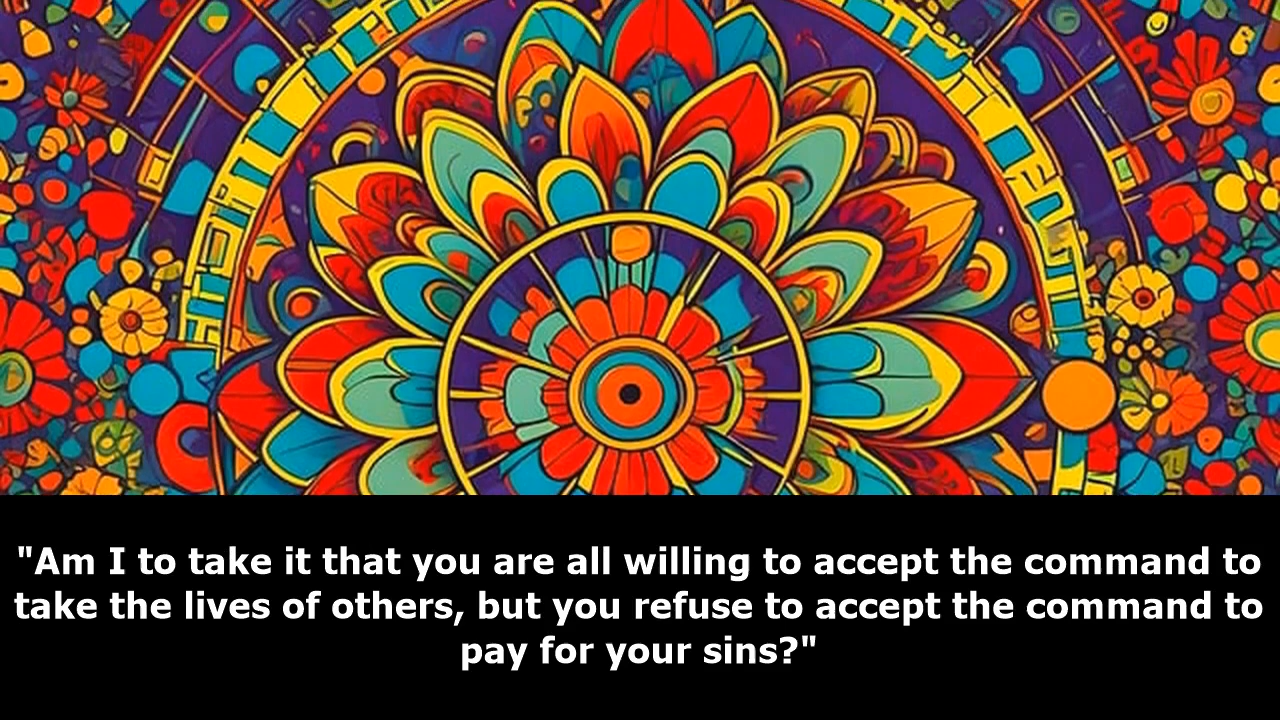 "Am I to take it that you are all willing to accept the command to
take the lives of others, but you refuse to accept the command to
pay for your sins?"